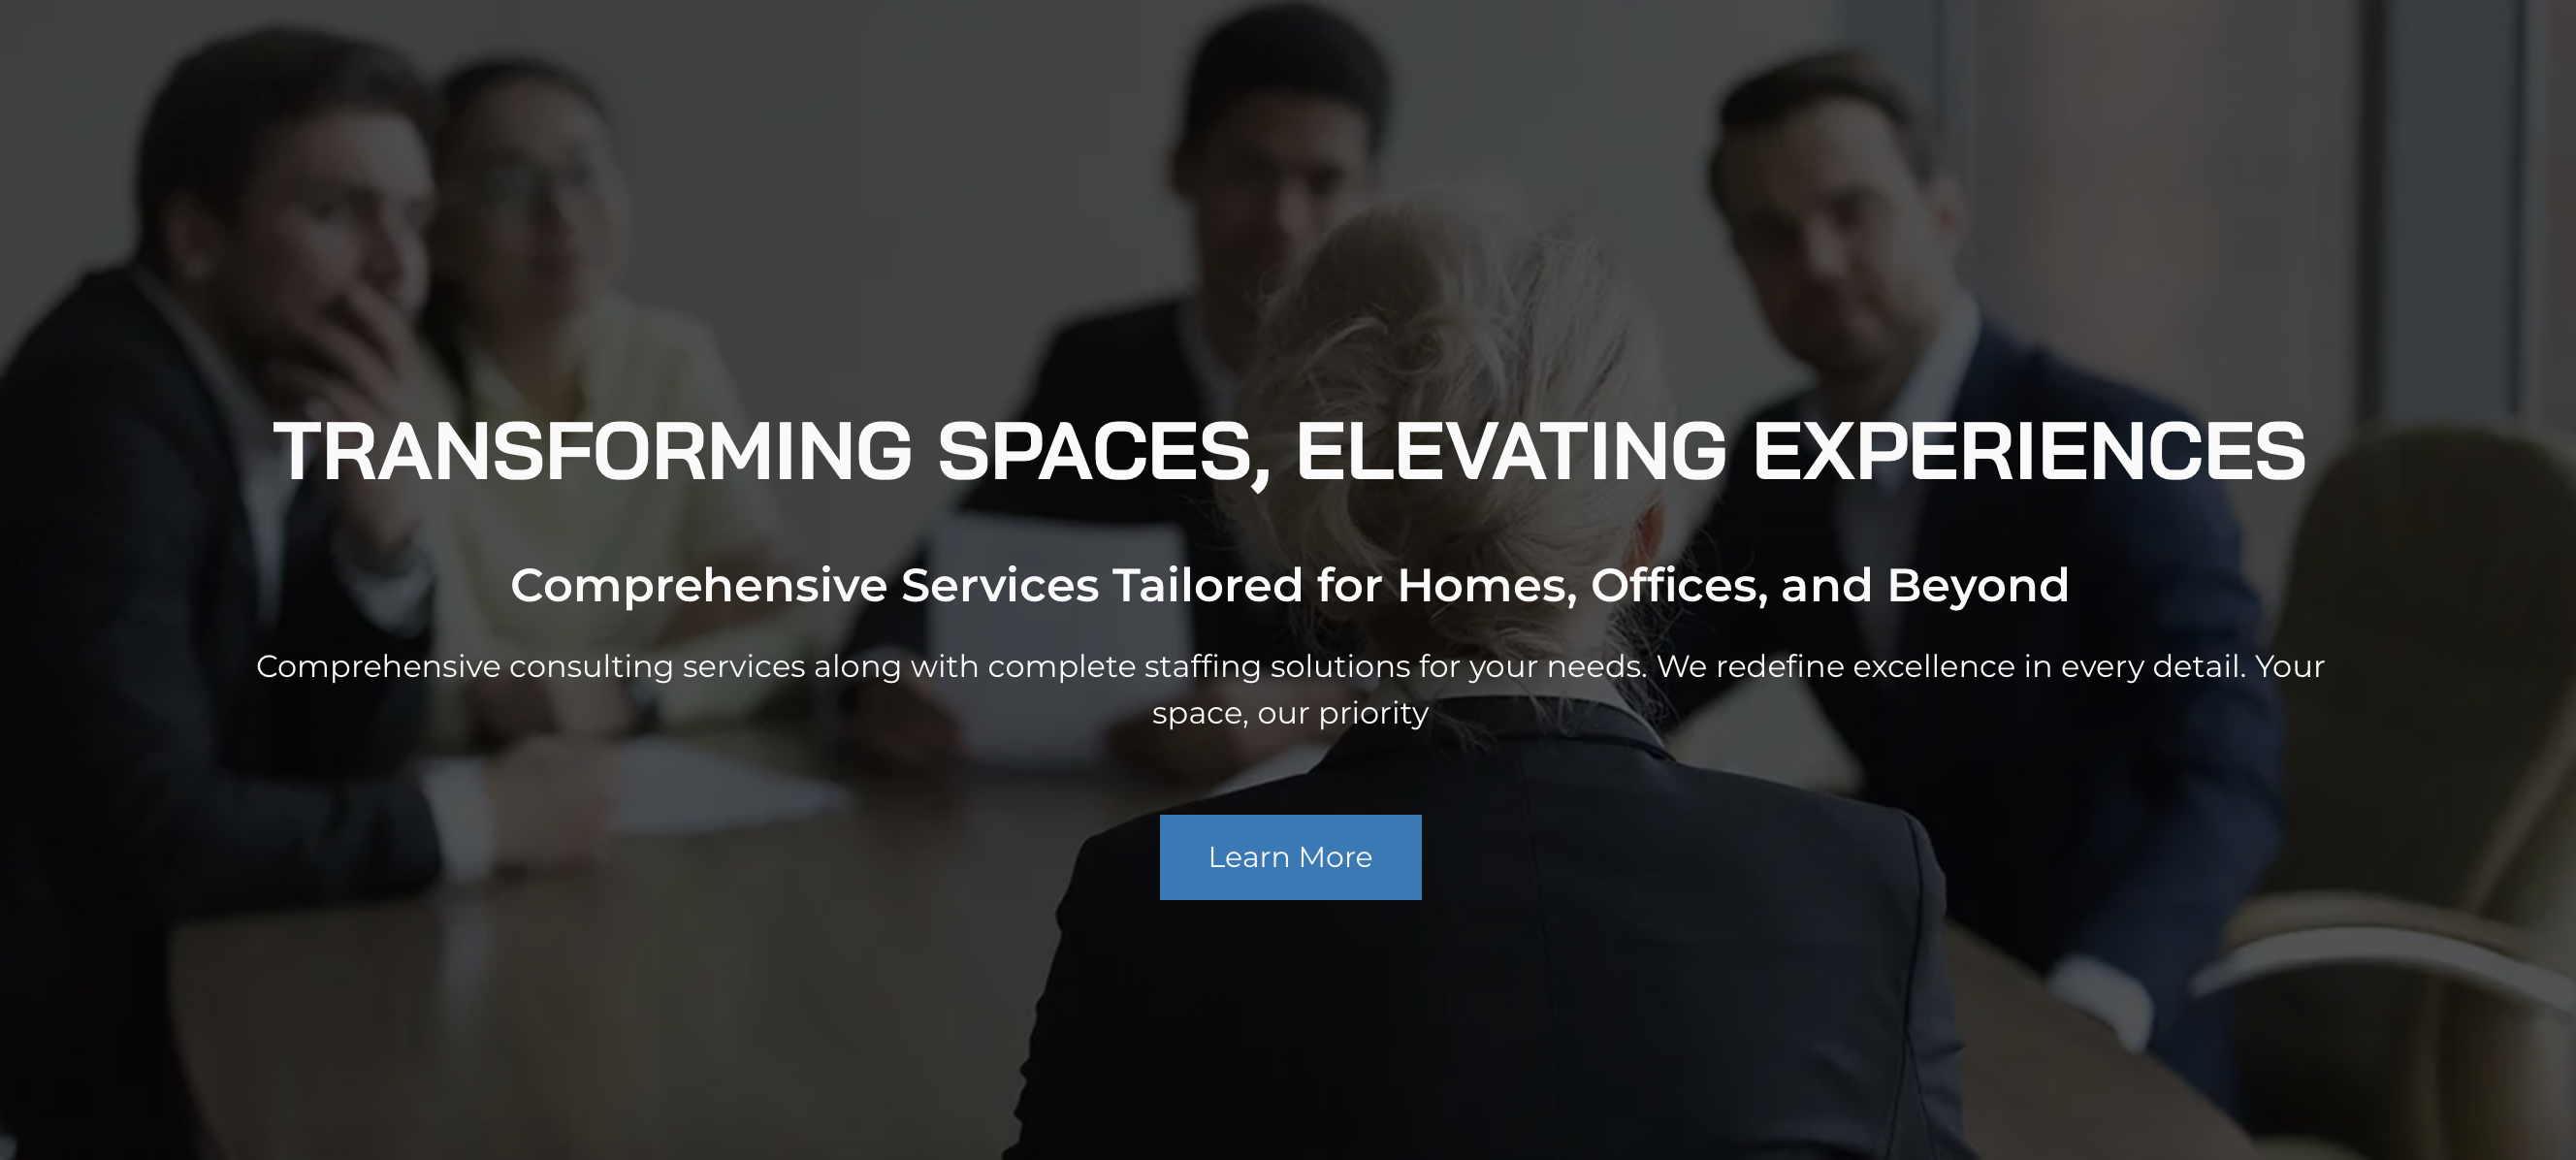 TRANSFORMING SPACES, ELEVATING EXPERIENCES
Comprehensive Services Tailored for Homes, Offices, and Beyond
Comprehensive consulting services along with complete staffing solutions for your needs. We redefine excellence in every detail. Your
space, our priority
Learn More